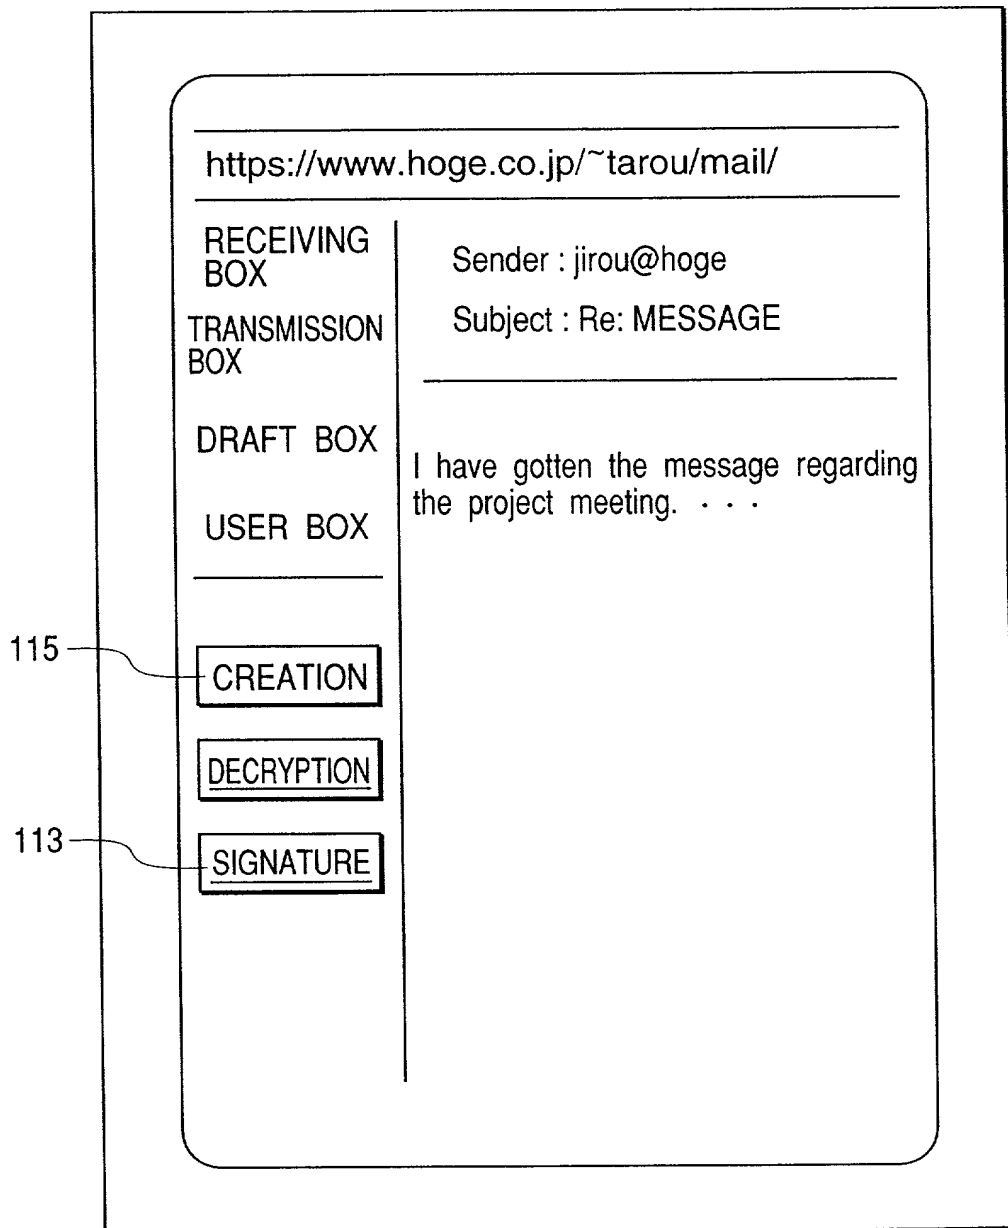 https://www.hoge.co.jp/~tarou/mail/
RECEIVING
BOX
TRANSMISSION
BOX
DRAFT BOX
USER BOX
115
CREATION
DECRYPTION
113
SIGNATURE
Sender : jirou@hoge
Subject : Re: MESSAGE
I have gotten the message regarding
the project meeting. · · ·